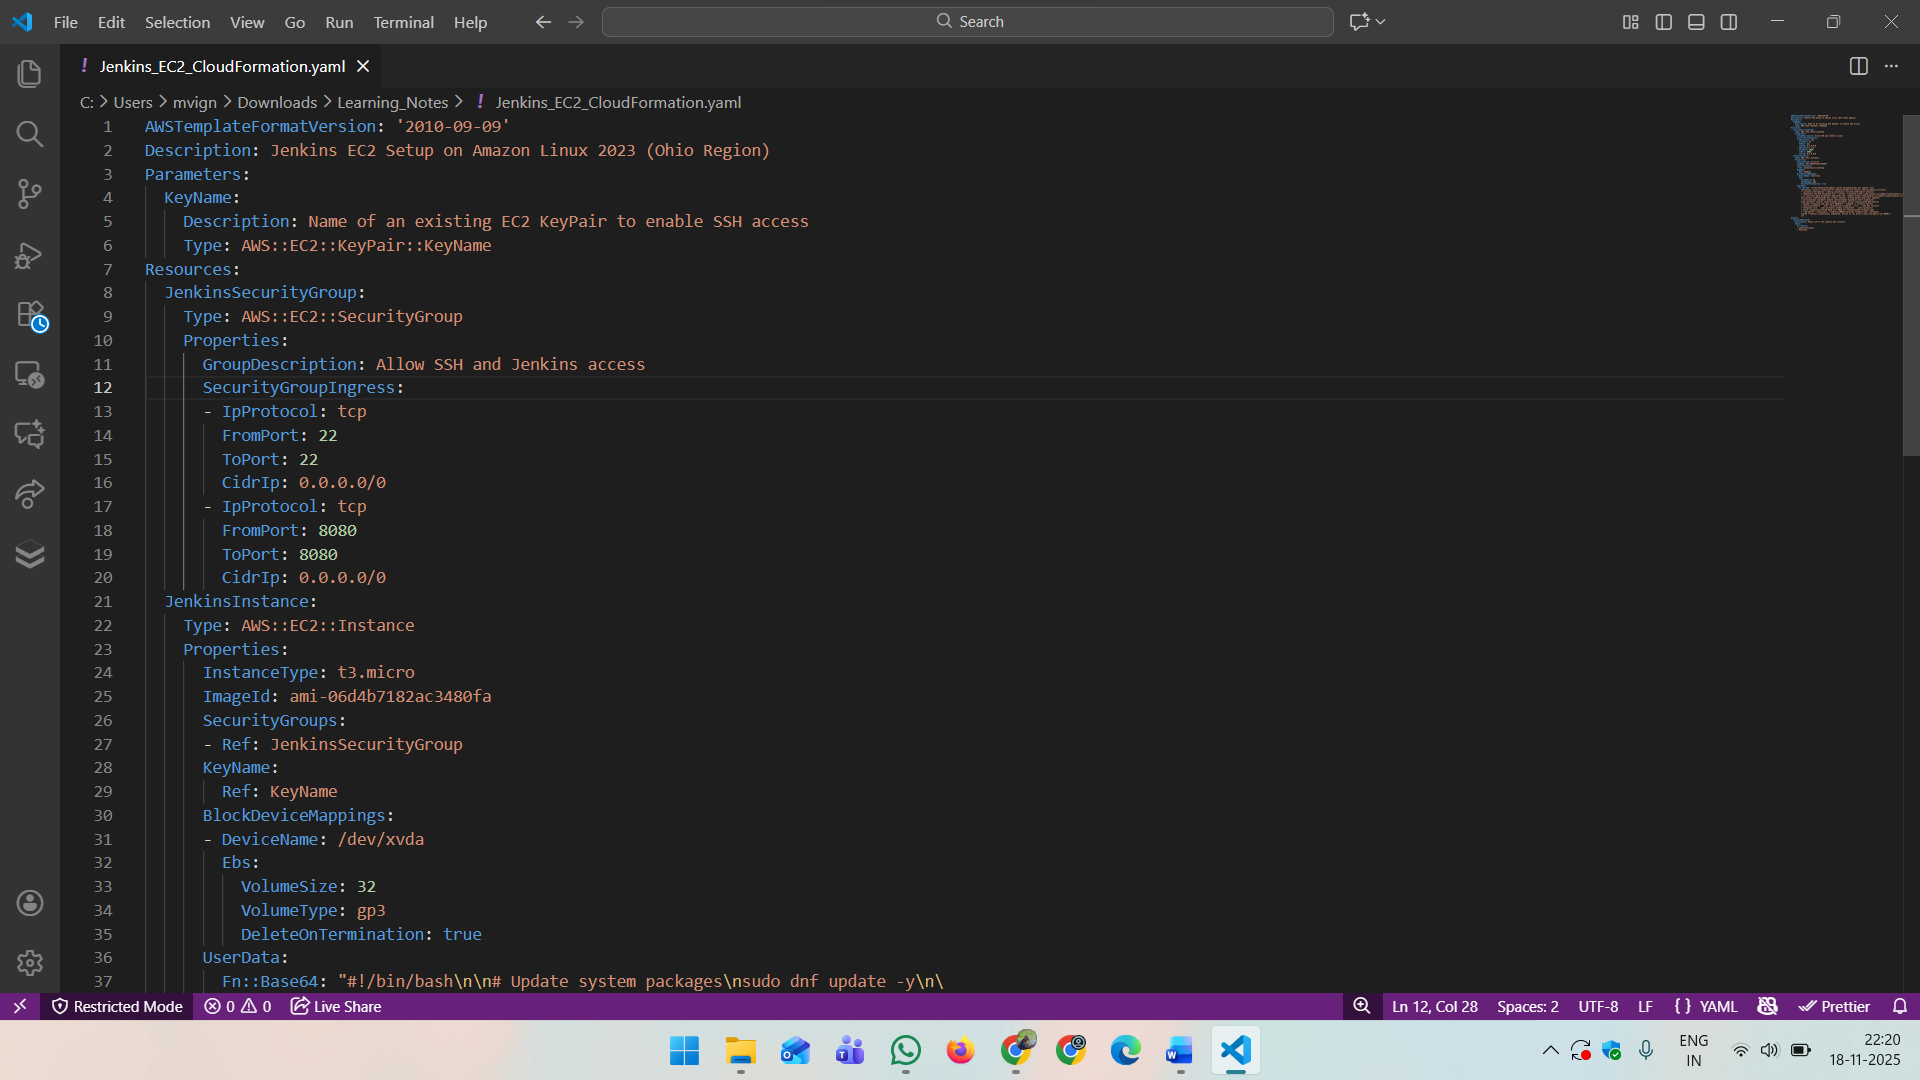 File Edit Selection View Go Run Terminal Help Search
! Jenkins_EC2_CloudFormation.yaml
C: > Users > mvign > Downloads > Learning_Notes > ! Jenkins_EC2_CloudFormation.yaml
1 AWSTemplateFormatVersion: '2010-09-09'
2 Description: Jenkins EC2 Setup on Amazon Linux 2023 (Ohio Region)
3 Parameters:
4 KeyName:
5 Description: Name of an existing EC2 KeyPair to enable SSH access
6 Type: AWS::EC2::KeyPair::KeyName
7 Resources:
8 JenkinsSecurityGroup:
9 Type: AWS::EC2::SecurityGroup
10 Properties:
11 GroupDescription: Allow SSH and Jenkins access
12 SecurityGroupIngress:
13 - IpProtocol: tcp
14 FromPort: 22
15 ToPort: 22
16 CidrIp: 0.0.0.0/0
17 - IpProtocol: tcp
18 FromPort: 8080
19 ToPort: 8080
20 CidrIp: 0.0.0.0/0
21 JenkinsInstance:
22 Type: AWS::EC2::Instance
23 Properties:
24 InstanceType: t3.micro
25 ImageId: ami-06d4b7182ac3480fa
26 SecurityGroups:
27 - Ref: JenkinsSecurityGroup
28 KeyName:
29 Ref: KeyName
30 BlockDeviceMappings:
31 - DeviceName: /dev/xvda
32 Ebs:
33 VolumeSize: 32
34 VolumeType: gp3
35 DeleteOnTermination: true
36 UserData:
37 Fn::Base64: "#!/bin/bash\n\n# Update system packages\nsudo dnf update -y\n\
Restricted Mode 0 0 Live Share Ln 12, Col 28 Spaces: 2 UTF-8 LF {} YAML Prettier
ENG 22:20
IN 18-11-2025